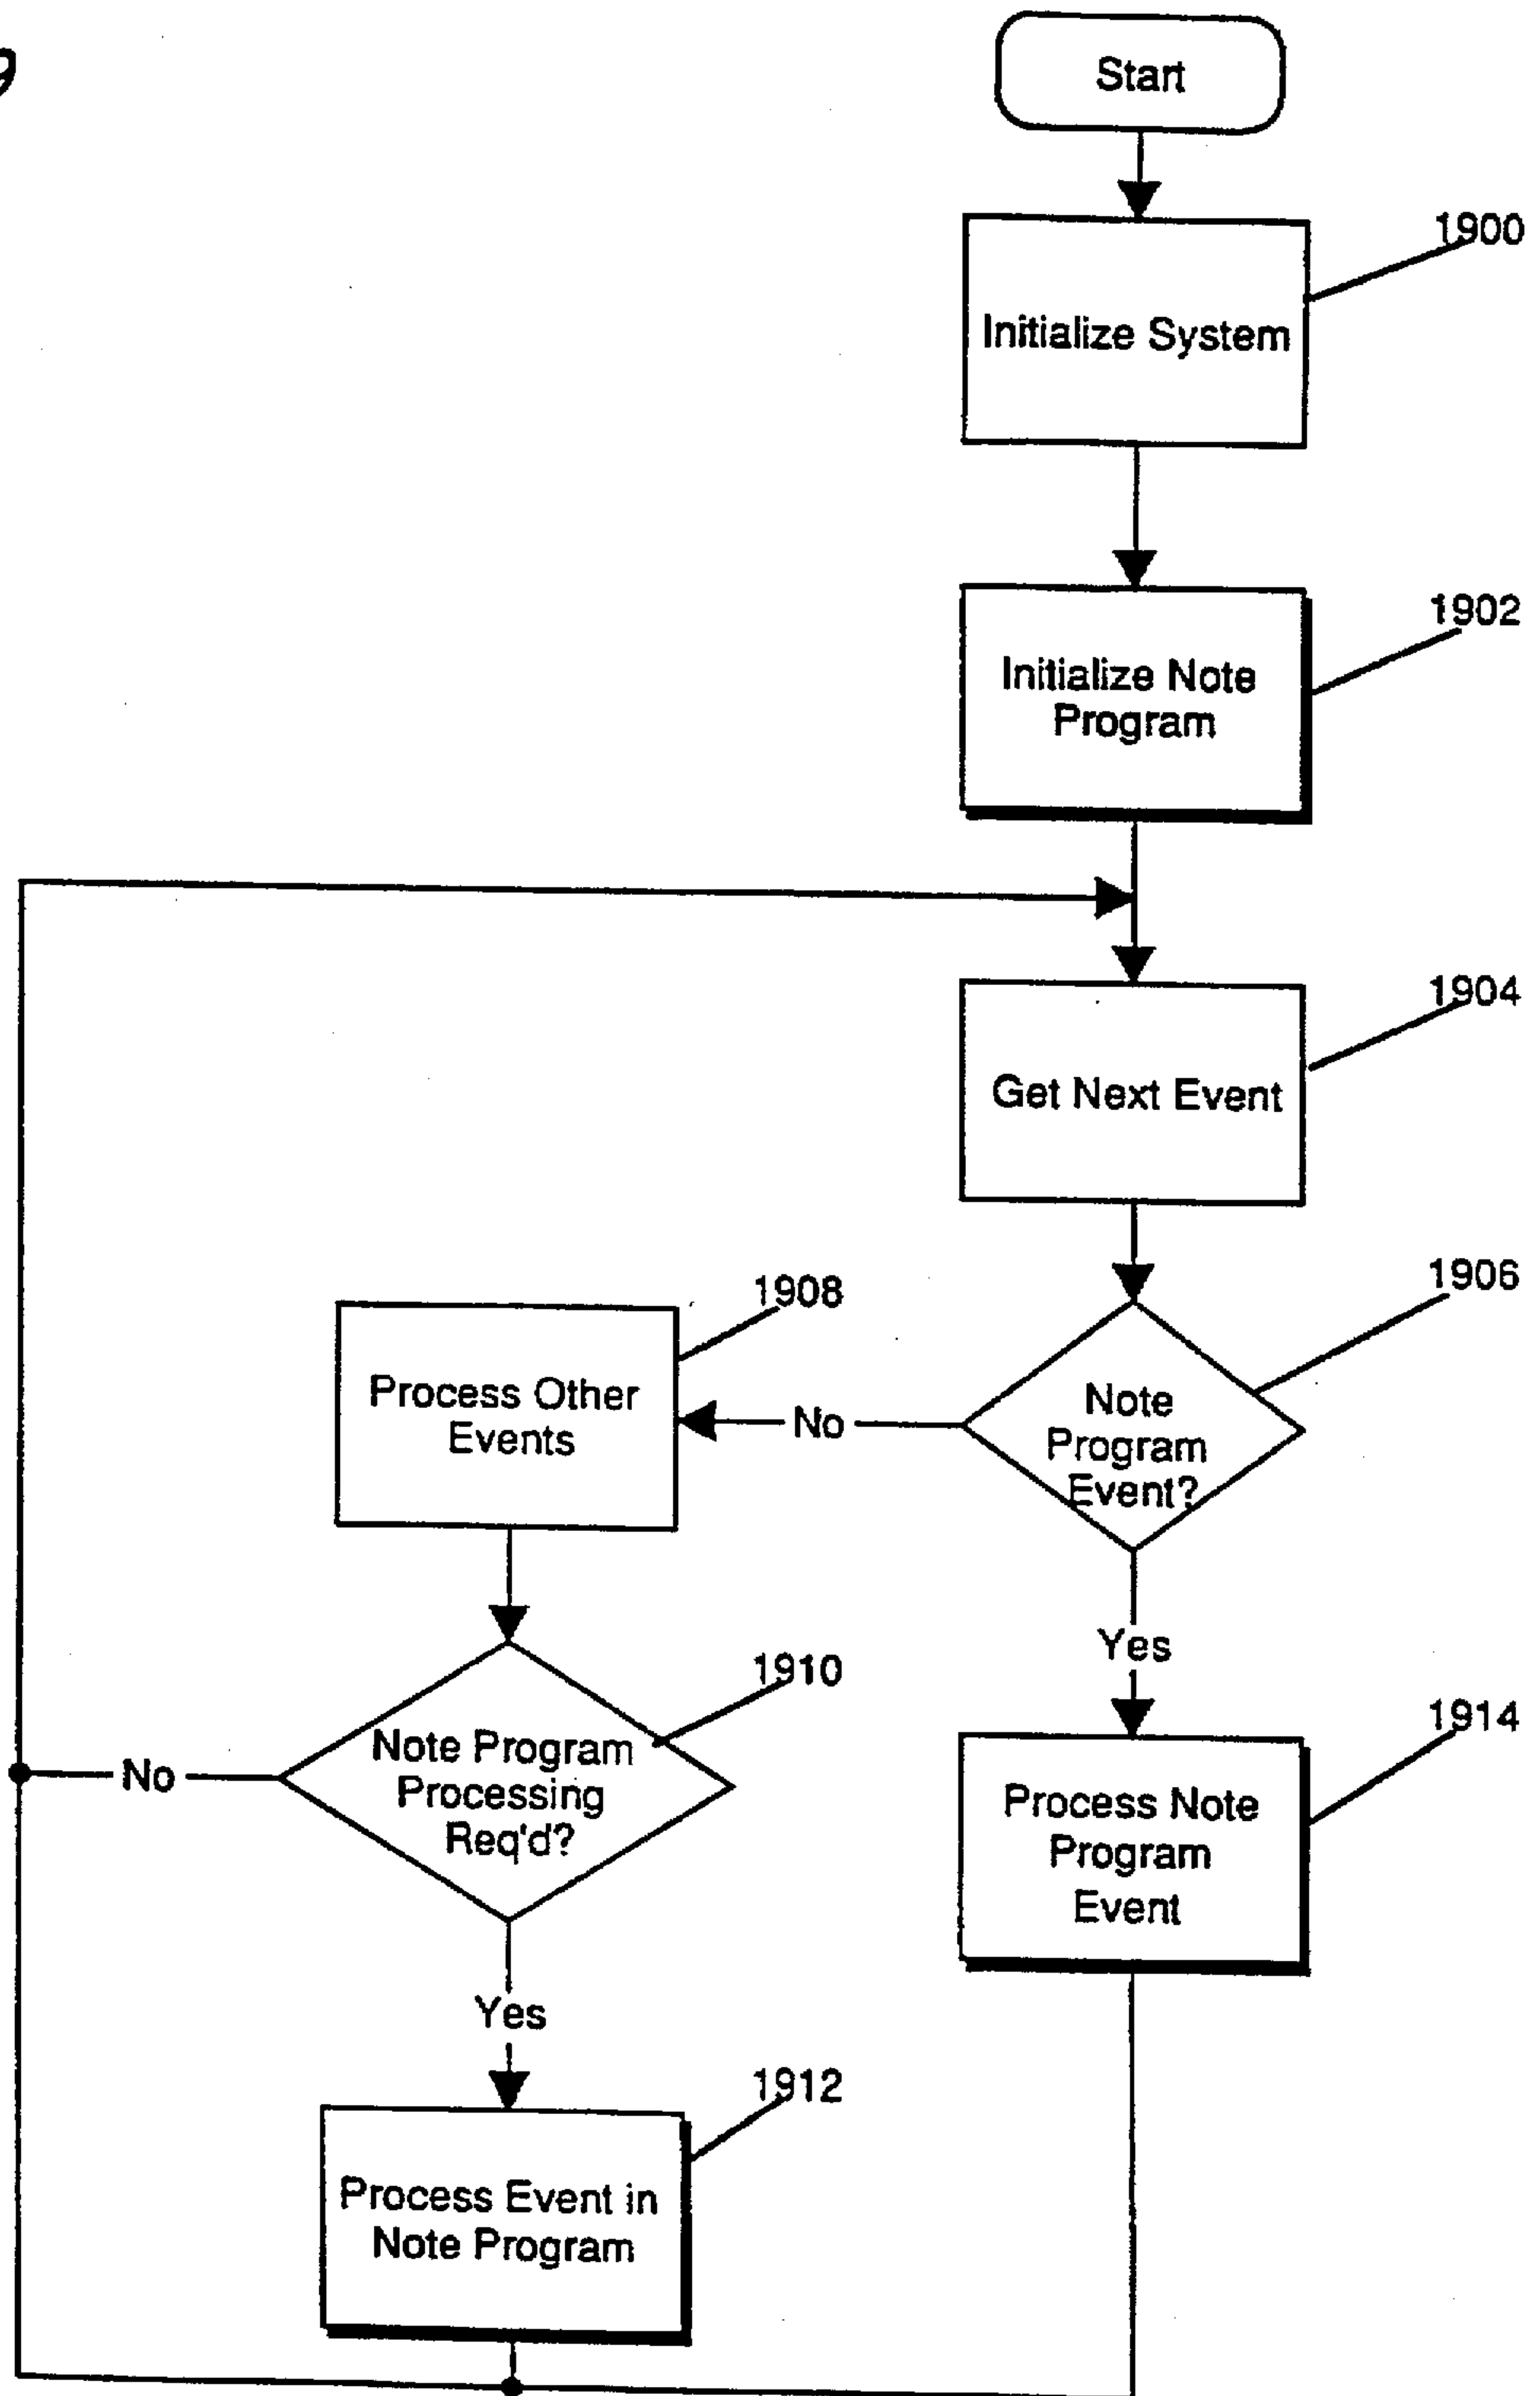 Start
1900
Initialize System
1902
Initialize Note
Program
1904
Get Next Event
1906
Note
Program
Event?
No
1908
Process Other
Events
Yes
1910
Note Program
Processing
Req'd?
No
1914
Process Note
Program
Event
Yes
1912
Process Event in
Note Program